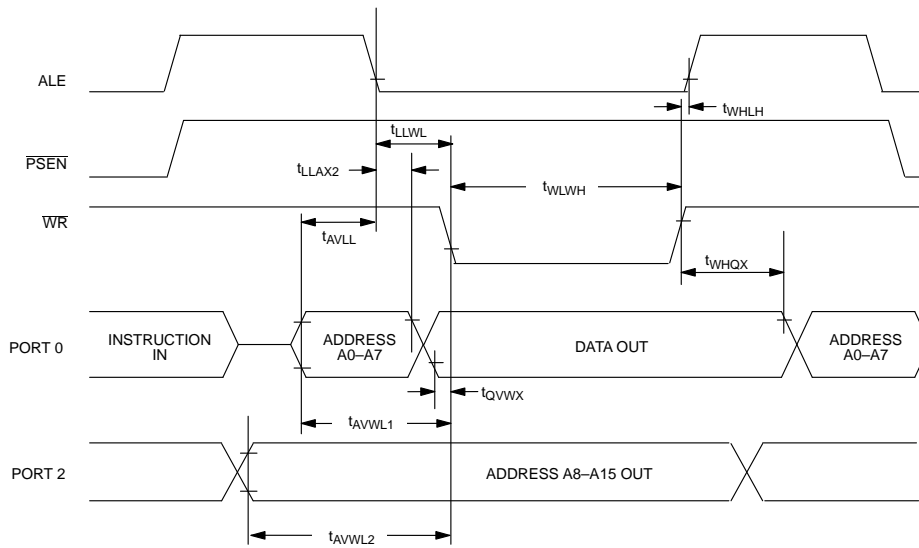 ALE
tWHLH
tLLWL
PSEN
tLLAX2
tWLWH
WR
tAVLL
tWHQX
PORT 0
INSTRUCTION
IN
ADDRESS
A0–A7
DATA OUT
ADDRESS
A0–A7
tQVWX
tAVWL1
PORT 2
ADDRESS A8–A15 OUT
tAVWL2